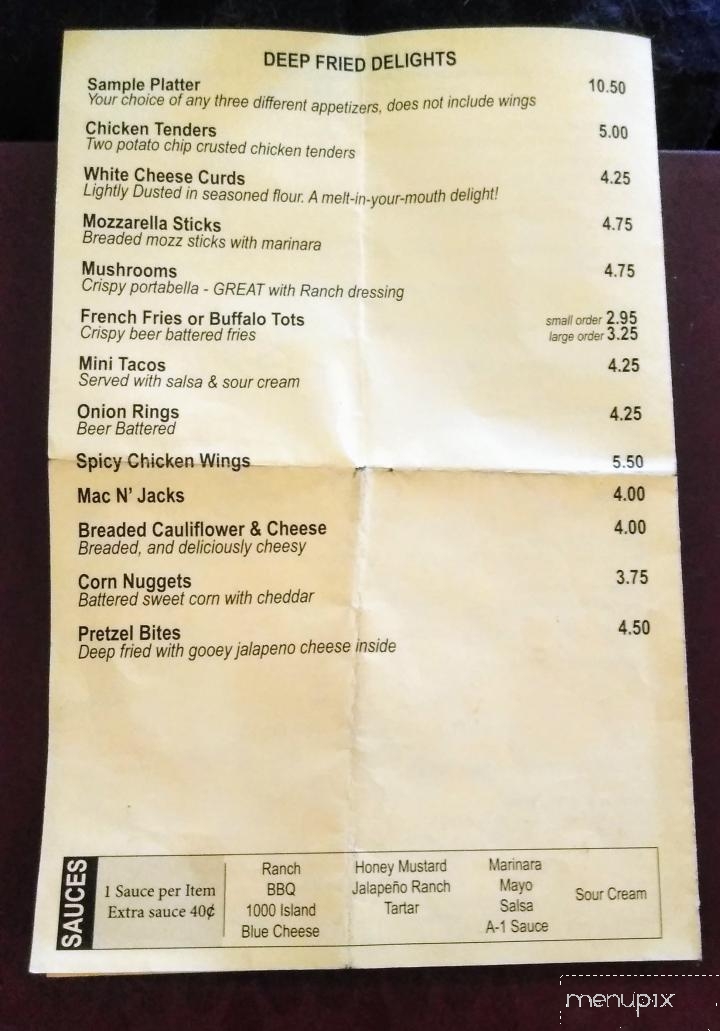 DEEP FRIED DELIGHTS
Sample Platter 10.50
Your choice of any three different appetizers, does not include wings
Chicken Tenders 5.00
Two potato chip crusted chicken tenders
White Cheese Curds 4.25
Lightly Dusted in seasoned flour. A melt-in-your-mouth delight!
Mozzarella Sticks 4.75
Breaded mozz sticks with marinara
Mushrooms 4.75
Crispy portabella - GREAT with Ranch dressing
French Fries or Buffalo Tots small order 2.95
Crispy beer battered fries large order 3.25
Mini Tacos 4.25
Served with salsa & sour cream
Onion Rings 4.25
Beer Battered
Spicy Chicken Wings 5.50
Mac N' Jacks 4.00
Breaded Cauliflower & Cheese 4.00
Breaded, and deliciously cheesy
Corn Nuggets 3.75
Battered sweet corn with cheddar
Pretzel Bites 4.50
Deep fried with gooey jalapeno cheese inside
SAUCES
1 Sauce per Item
Extra sauce 40¢
Ranch
BBQ
1000 Island
Blue Cheese
Honey Mustard
Jalapeño Ranch
Tartar
Marinara
Mayo
Salsa
A-1 Sauce
Sour Cream
menupix